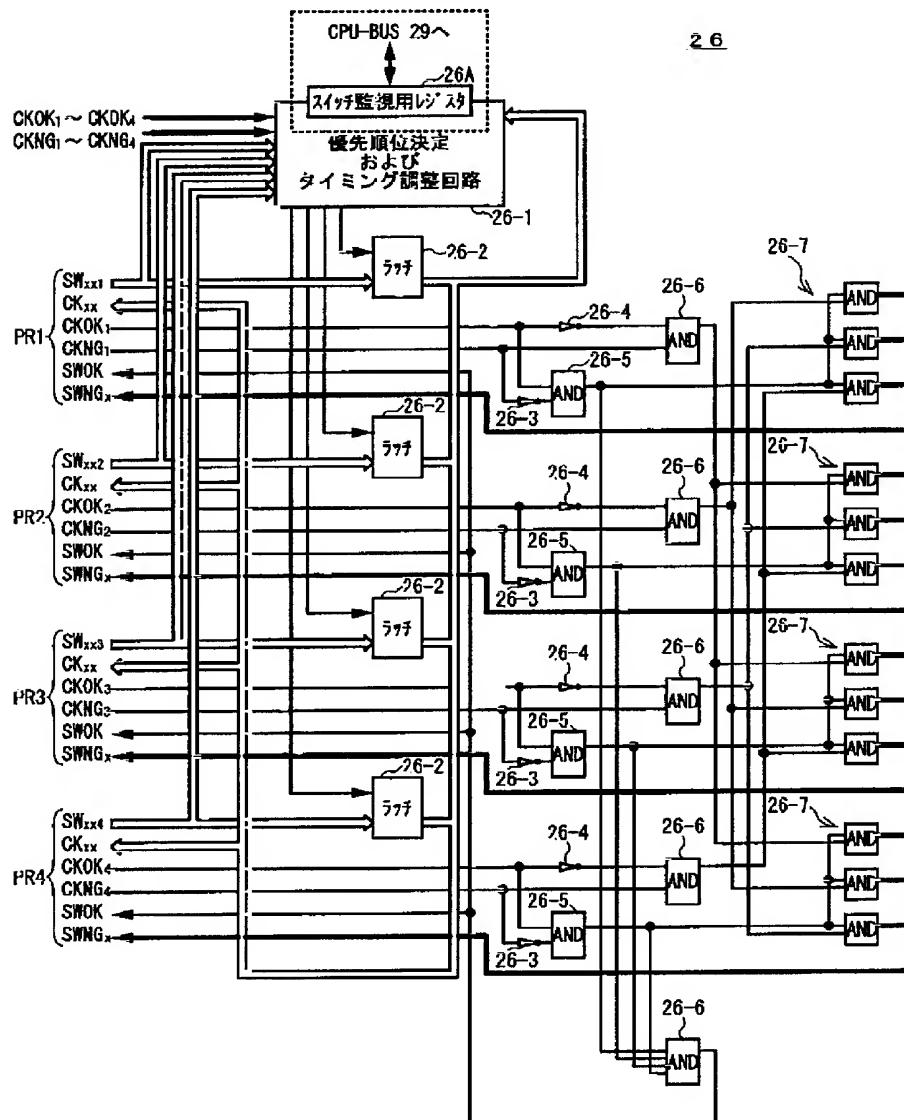 CPU-BUS 29へ
26
26A
スイッチ監視用レジスタ
CKOK₁～CKOK₄
CKNG₁～CKNG₄
優先順位決定
および
タイミング調整回路
26-1
PR1
SWxx1
CKxx
CKOK₁
CKNG₁
SWOK
SWNGx
ラッチ
26-2
26-4
26-6
AND
26-5
AND
26-3
26-7
AND
AND
AND
PR2
SWxx2
CKxx
CKOK₂
CKNG₂
SWOK
SWNGx
26-2
ラッチ
26-4
26-6
AND
26-5
AND
26-3
26-7
AND
AND
AND
PR3
SWxx3
CKxx
CKOK₃
CKNG₃
SWOK
SWNGx
26-2
ラッチ
26-4
26-6
AND
26-5
AND
26-3
26-7
AND
AND
AND
PR4
SWxx4
CKxx
CKOK₄
CKNG₄
SWOK
SWNGx
26-2
ラッチ
26-4
26-6
AND
26-5
AND
26-3
26-7
AND
AND
AND
26-6
AND